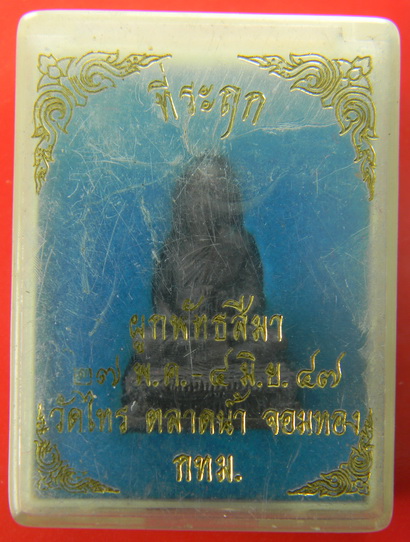 ที่ระฤก
ผูกพัทธสีมา
๒๗ พ.ค. - ๔ มิ.ย. ๔๗
วัดไทร ตลาดน้ำ จอมทอง
กทม.